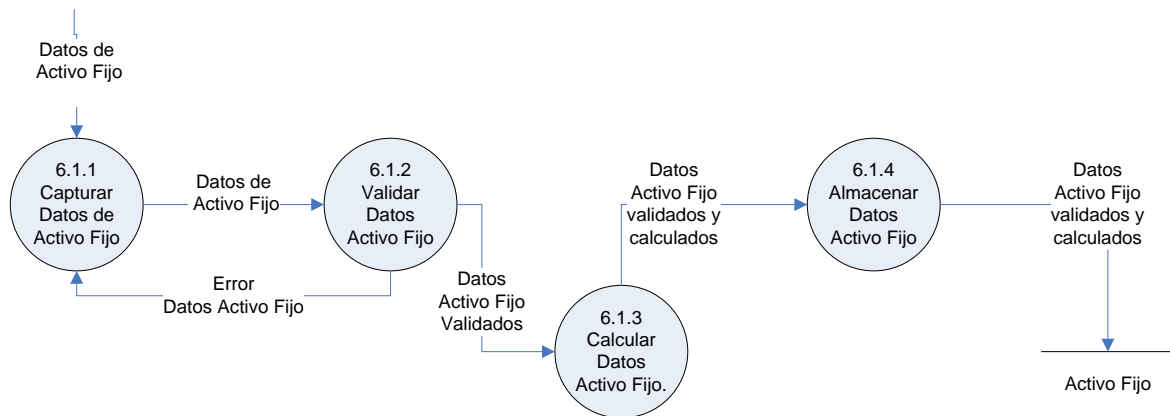 Datos de
Activo Fijo
6.1.1
Capturar
Datos de
Activo Fijo
Datos de
Activo Fijo
6.1.2
Validar
Datos
Activo Fijo
Error
Datos Activo Fijo
Datos
Activo Fijo
Validados
6.1.3
Calcular
Datos
Activo Fijo.
Datos
Activo Fijo
validados y
calculados
6.1.4
Almacenar
Datos
Activo Fijo
Datos
Activo Fijo
validados y
calculados
Activo Fijo